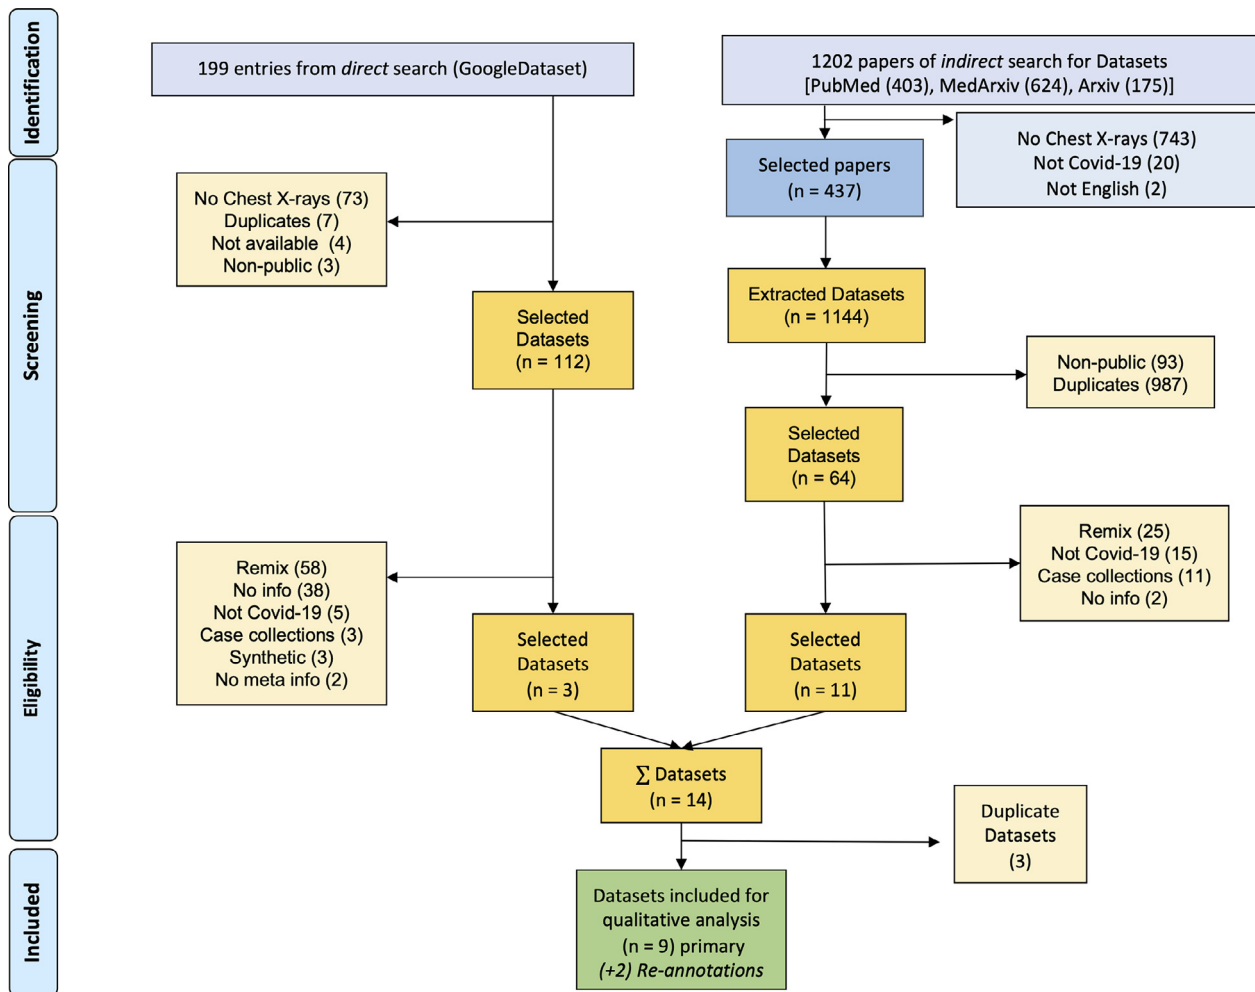 Identification
199 entries from direct search (GoogleDataset)
1202 papers of indirect search for Datasets
[PubMed (403), MedArxiv (624), Arxiv (175)]
No Chest X-rays (743)
Not Covid-19 (20)
Not English (2)
Selected papers
(n = 437)
Screening
No Chest X-rays (73)
Duplicates (7)
Not available (4)
Non-public (3)
Selected
Datasets
(n = 112)
Extracted Datasets
(n = 1144)
Non-public (93)
Duplicates (987)
Selected
Datasets
(n = 64)
Eligibility
Remix (58)
No info (38)
Not Covid-19 (5)
Case collections (3)
Synthetic (3)
No meta info (2)
Remix (25)
Not Covid-19 (15)
Case collections (11)
No info (2)
Selected
Datasets
(n = 3)
Selected
Datasets
(n = 11)
∑ Datasets
(n = 14)
Duplicate
Datasets
(3)
Included
Datasets included for
qualitative analysis
(n = 9) primary
(+2) Re-annotations